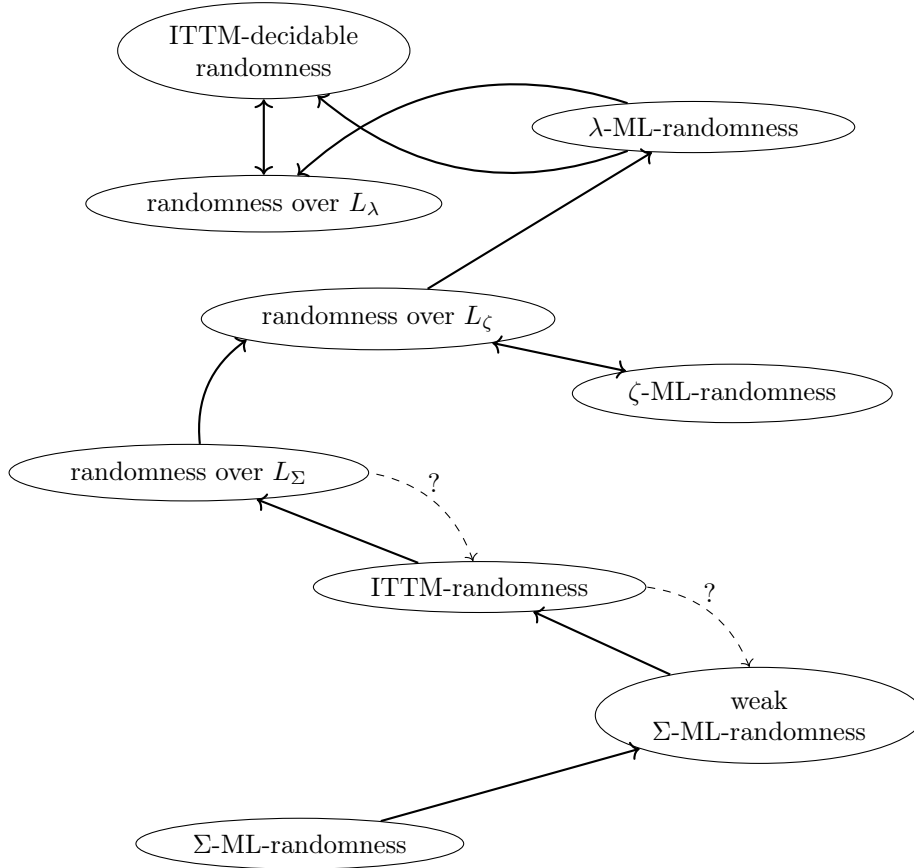 ITTM-decidable
randomness
λ-ML-randomness
randomness over L_λ
randomness over L_ζ
ζ-ML-randomness
randomness over L_Σ
?
ITTM-randomness
?
weak
Σ-ML-randomness
Σ-ML-randomness